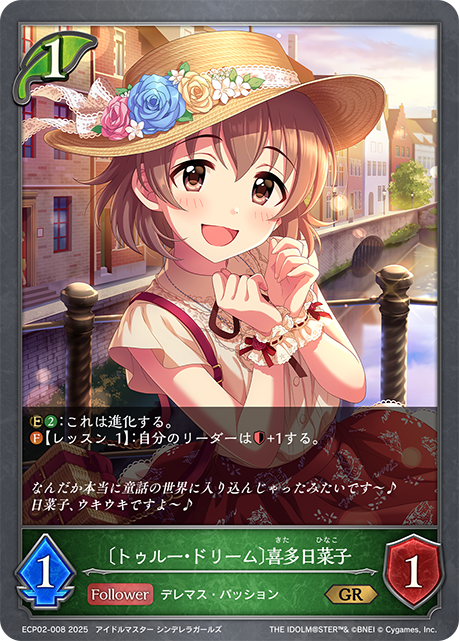 1
E2:これは進化する。
F【レッスン_1】:自分のリーダーは+1する。
なんだか本当に童話の世界に入り込んじゃったみたいです〜♪
日菜子、ウキウキですよ〜♪
きた ひなこ
〔トゥルー・ドリーム〕喜多日菜子
1
1
Follower デレマス・パッション GR
ECP02-008 2025 アイドルマスター シンデレラガールズ THE IDOLM@STER™& ©BNEI © Cygames, Inc.